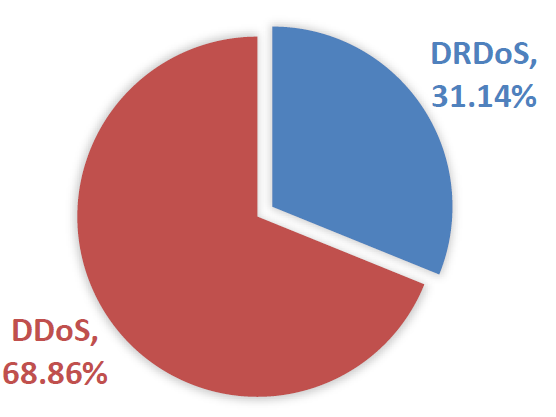 DRDoS,
31.14%
DDoS,
68.86%